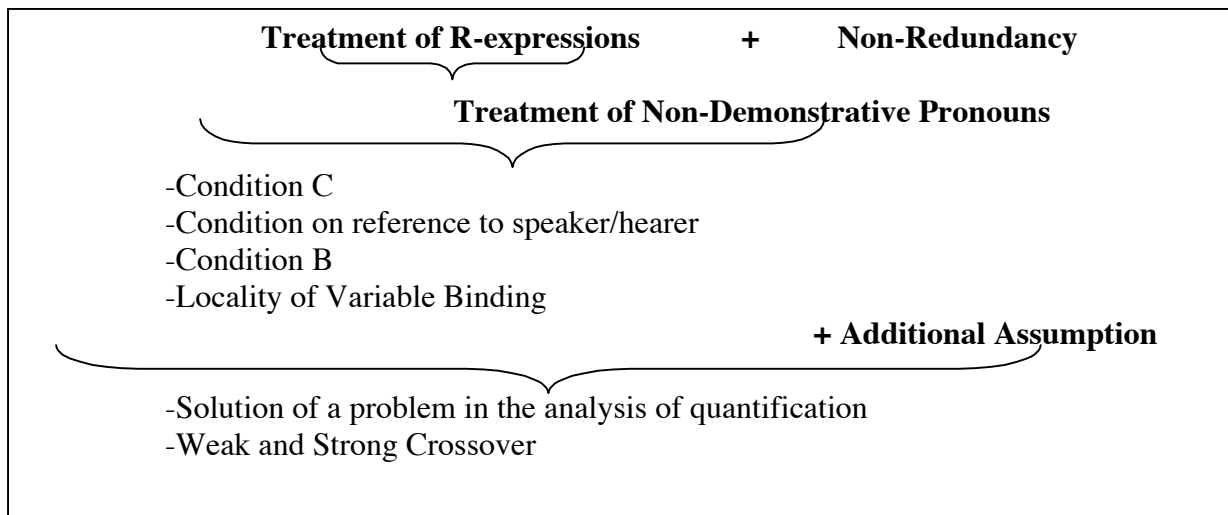 Treatment of R-expressions + Non-Redundancy
Treatment of Non-Demonstrative Pronouns
-Condition C
-Condition on reference to speaker/hearer
-Condition B
-Locality of Variable Binding
+ Additional Assumption
-Solution of a problem in the analysis of quantification
-Weak and Strong Crossover